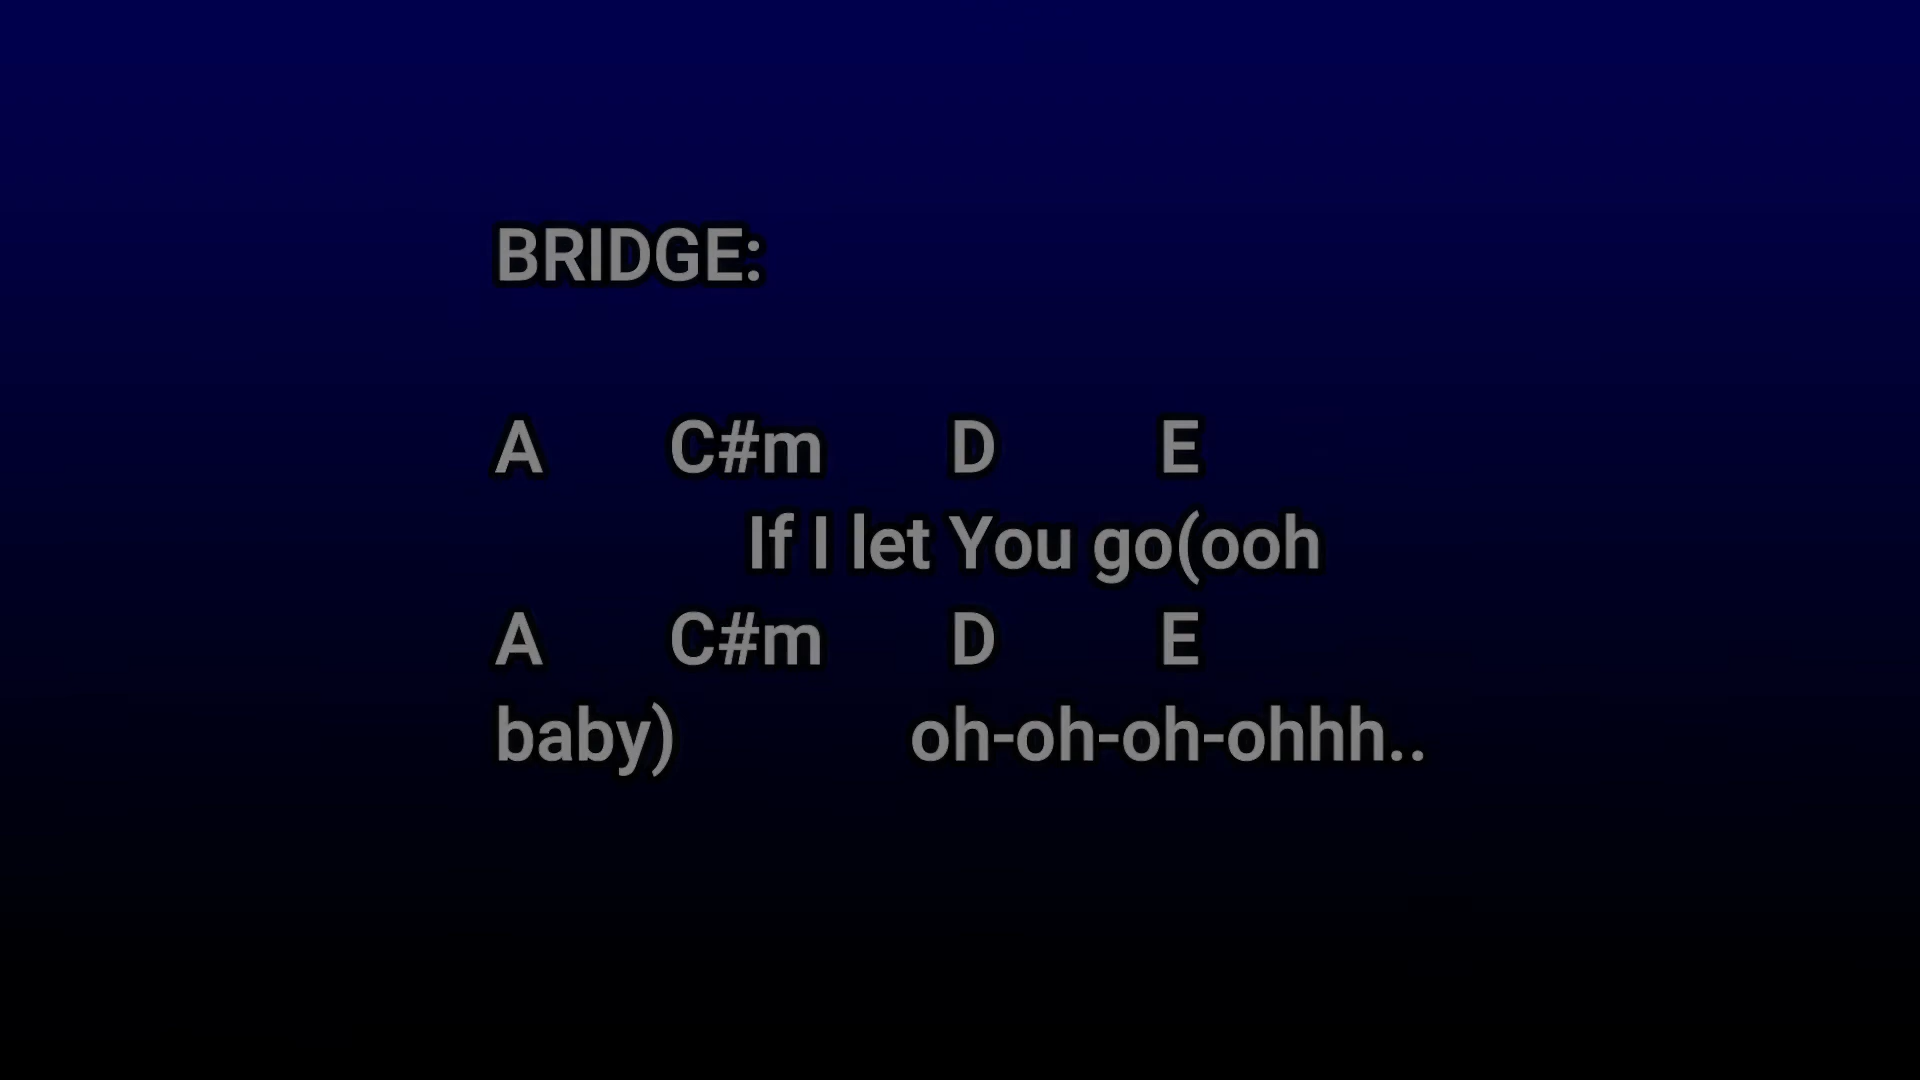 BRIDGE:
A C#m D E
If I let You go(ooh
A C#m D E
baby) oh-oh-oh-ohhh..